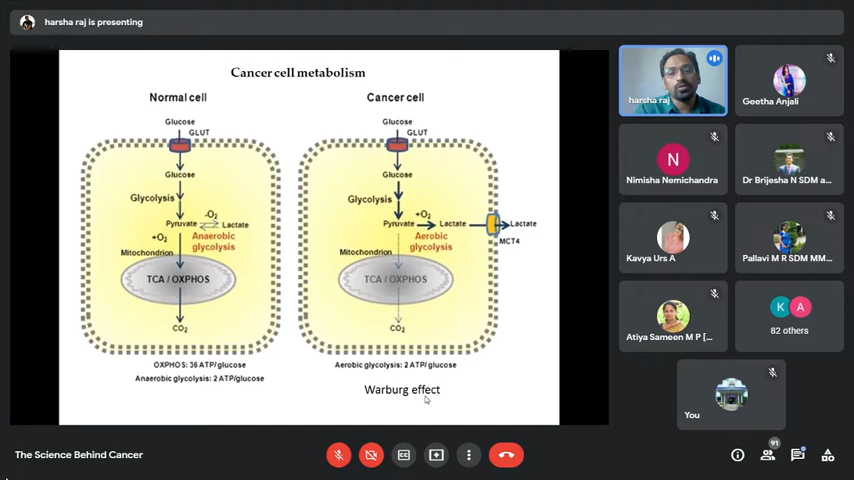 harsha raj is presenting
Cancer cell metabolism
Normal cell
Glucose
GLUT
Glucose
Glycolysis
-O2
Pyruvate
Lactate
+O2
Anaerobic
glycolysis
Mitochondrion
TCA / OXPHOS
CO2
OXPHOS: 36 ATP/glucose
Anaerobic glycolysis: 2 ATP/glucose
Cancer cell
Glucose
GLUT
Glucose
Glycolysis
+O2
Pyruvate
Lactate
Lactate
Aerobic
glycolysis
MCT4
Mitochondrion
TCA / OXPHOS
CO2
Aerobic glycolysis: 2 ATP/glucose
Warburg effect
harsha raj
Geetha Anjali
N
Nimisha Nemichandra
Dr Brijesha N SDM a...
Kavya Urs A
Pallavi M R SDM MM...
Atiya Sameen M P [...
K
A
82 others
You
The Science Behind Cancer
91